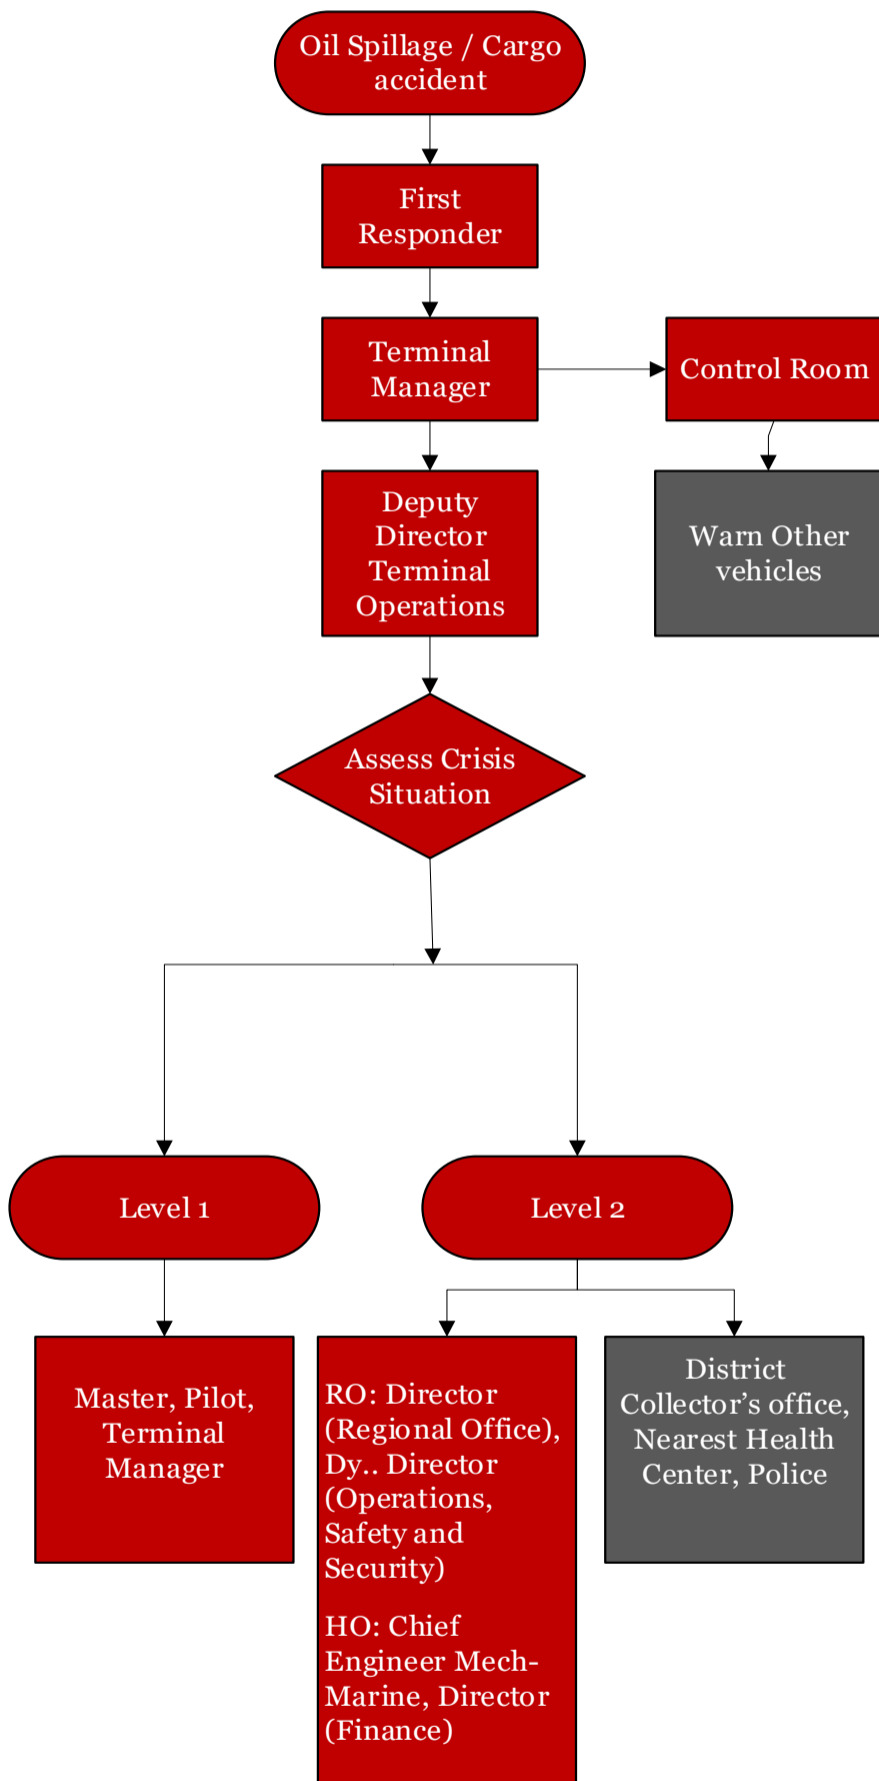 Oil Spillage / Cargo
accident
First
Responder
Terminal
Manager
Control Room
Deputy
Director
Terminal
Operations
Warn Other
vehicles
Assess Crisis
Situation
Level 1
Level 2
Master, Pilot,
Terminal
Manager
RO: Director
(Regional Office),
Dy.. Director
(Operations,
Safety and
Security)
HO: Chief
Engineer Mech-
Marine, Director
(Finance)
District
Collector’s office,
Nearest Health
Center, Police